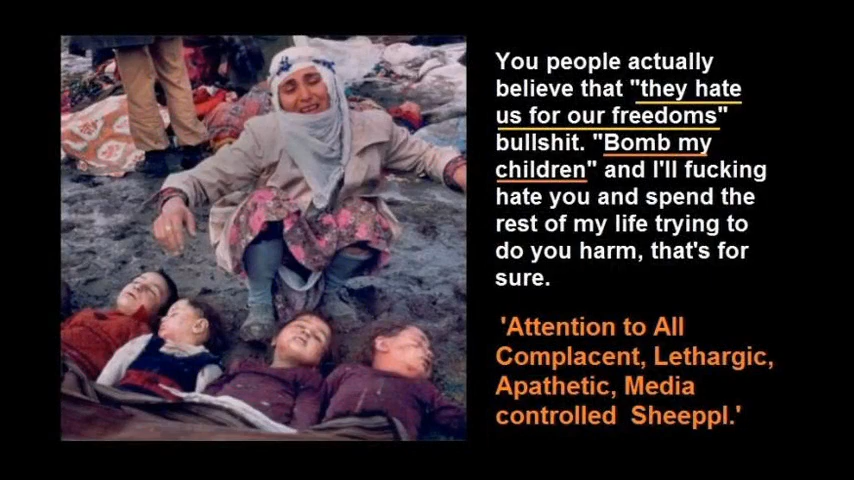 You people actually
believe that "they hate
us for our freedoms"
bullshit. "Bomb my
children" and I'll fucking
hate you and spend the
rest of my life trying to
do you harm, that's for
sure.
'Attention to All
Complacent, Lethargic,
Apathetic, Media
controlled Sheeppl.'